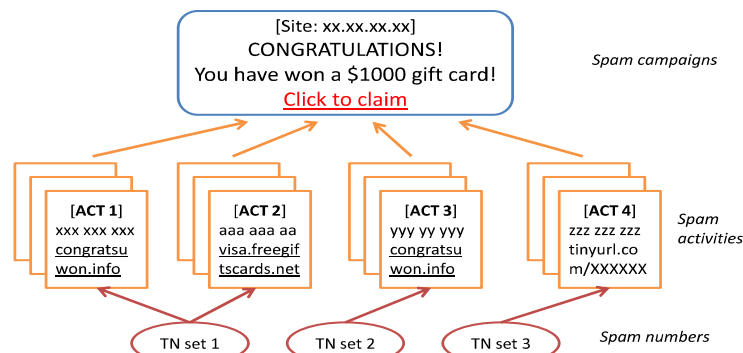 [Site: xx.xx.xx.xx]
CONGRATULATIONS!
You have won a $1000 gift card!
Click to claim
Spam campaigns
[ACT 1]
xxx xxx xxx
congratsu
won.info
[ACT 2]
aaa aaa aa
visa.freegif
tscards.net
[ACT 3]
yyy yy yyy
congratsu
won.info
[ACT 4]
zzz zzz zzz
tinyurl.co
m/XXXXXX
Spam
activities
TN set 1
TN set 2
TN set 3
Spam numbers